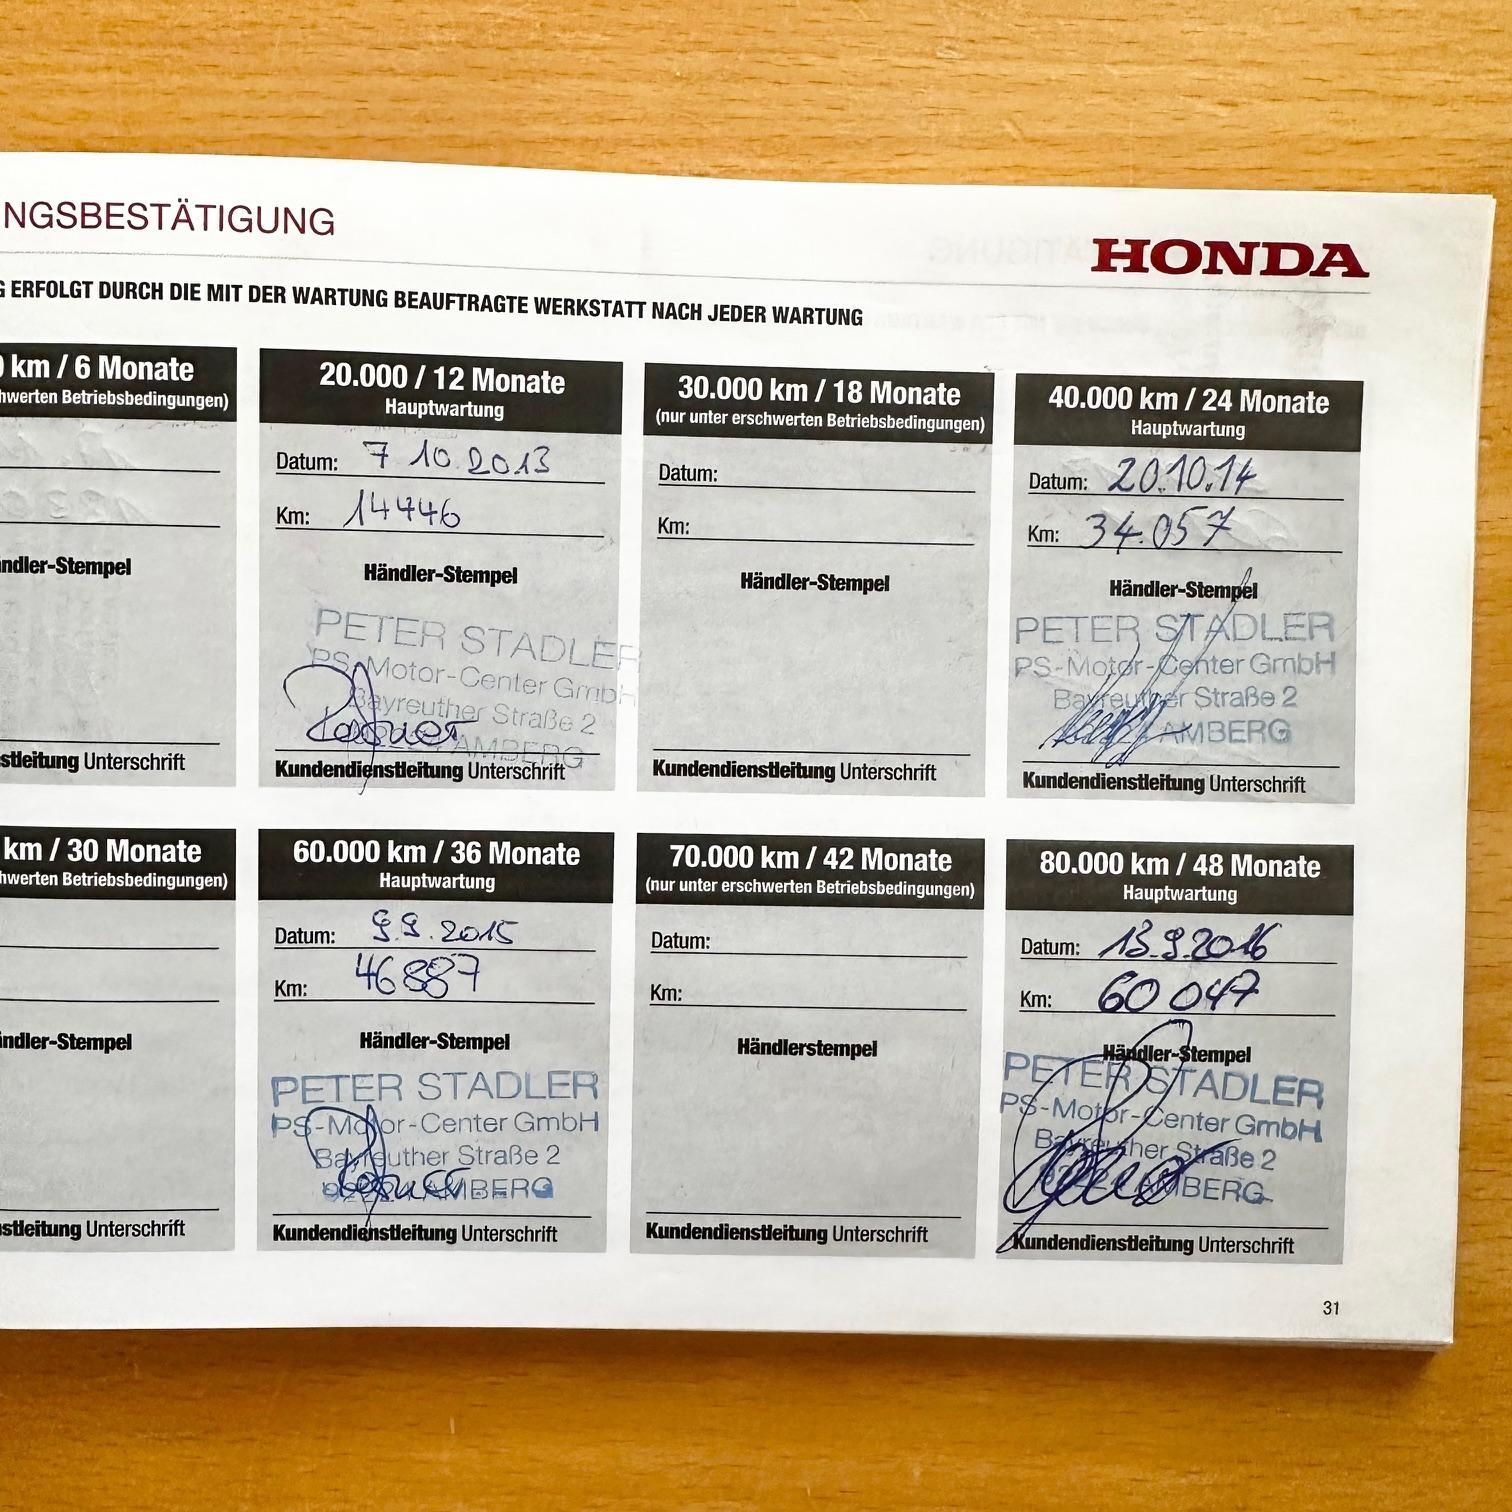 NGSBESTÄTIGUNG
HONDA
G ERFOLGT DURCH DIE MIT DER WARTUNG BEAUFTRAGTE WERKSTATT NACH JEDER WARTUNG
km / 6 Monate
hwerten Betriebsbedingungen)
ndler-Stempel
stleitung Unterschrift
20.000 / 12 Monate
Hauptwartung
Datum: 7 10.2013
Km: 14446
Händler-Stempel
PETER STADLER
PS-Motor-Center GmbH
Bayreuther Straße 2
AMBERG
Kundendienstleitung Unterschrift
30.000 km / 18 Monate
(nur unter erschwerten Betriebsbedingungen)
Datum:
Km:
Händler-Stempel
Kundendienstleitung Unterschrift
40.000 km / 24 Monate
Hauptwartung
Datum: 20.10.14
Km: 34.057
Händler-Stempel
PETER STADLER
PS-Motor-Center GmbH
Bayreuther Straße 2
AMBERG
Kundendienstleitung Unterschrift
km / 30 Monate
hwerten Betriebsbedingungen)
indler-Stempel
stleitung Unterschrift
60.000 km / 36 Monate
Hauptwartung
Datum: 9.9.2015
Km: 46887
Händler-Stempel
PETER STADLER
PS-Motor-Center GmbH
Bayreuther Straße 2
92224 AMBERG
Kundendienstleitung Unterschrift
70.000 km / 42 Monate
(nur unter erschwerten Betriebsbedingungen)
Datum:
Km:
Händlerstempel
Kundendienstleitung Unterschrift
80.000 km / 48 Monate
Hauptwartung
Datum: 13.9.2016
Km: 60 047
Händler-Stempel
PETER STADLER
PS-Motor-Center GmbH
Bayreuther Straße 2
AMBERG
Kundendienstleitung Unterschrift
31